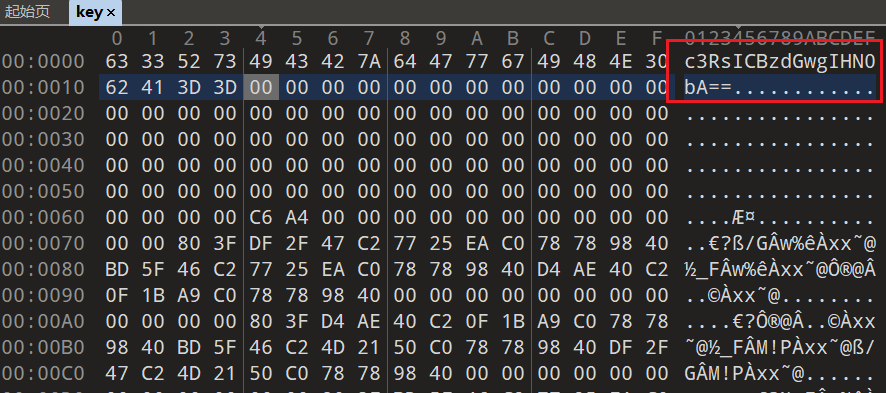 起始页 key ×
0 1 2 3 4 5 6 7 8 9 A B C D E F 0123456789ABCDEF
00:0000 63 33 52 73 49 43 42 7A 64 47 77 67 49 48 4E 30 c3RsICBzdGwgIHN0
00:0010 62 41 3D 3D 00 00 00 00 00 00 00 00 00 00 00 00 bA==............
00:0020 00 00 00 00 00 00 00 00 00 00 00 00 00 00 00 00 ................
00:0030 00 00 00 00 00 00 00 00 00 00 00 00 00 00 00 00 ................
00:0040 00 00 00 00 00 00 00 00 00 00 00 00 00 00 00 00 ................
00:0050 00 00 00 00 00 00 00 00 00 00 00 00 00 00 00 00 ................
00:0060 00 00 00 00 C6 A4 00 00 00 00 00 00 00 00 00 00 ....Æ¤..........
00:0070 00 00 80 3F DF 2F 47 C2 77 25 EA C0 78 78 98 40 ..€?ß/GÂw%êÀxx˜@
00:0080 BD 5F 46 C2 77 25 EA C0 78 78 98 40 D4 AE 40 C2 ½_FÂw%êÀxx˜@Ô®@Â
00:0090 0F 1B A9 C0 78 78 98 40 00 00 00 00 00 00 00 00 ..©Àxx˜@........
00:00A0 00 00 00 00 80 3F D4 AE 40 C2 0F 1B A9 C0 78 78 ....€?Ô®@Â..©Àxx
00:00B0 98 40 BD 5F 46 C2 4D 21 50 C0 78 78 98 40 DF 2F ˜@½_FÂM!PÀxx˜@ß/
00:00C0 47 C2 4D 21 50 C0 78 78 98 40 00 00 00 00 00 00 GÂM!PÀxx˜@......